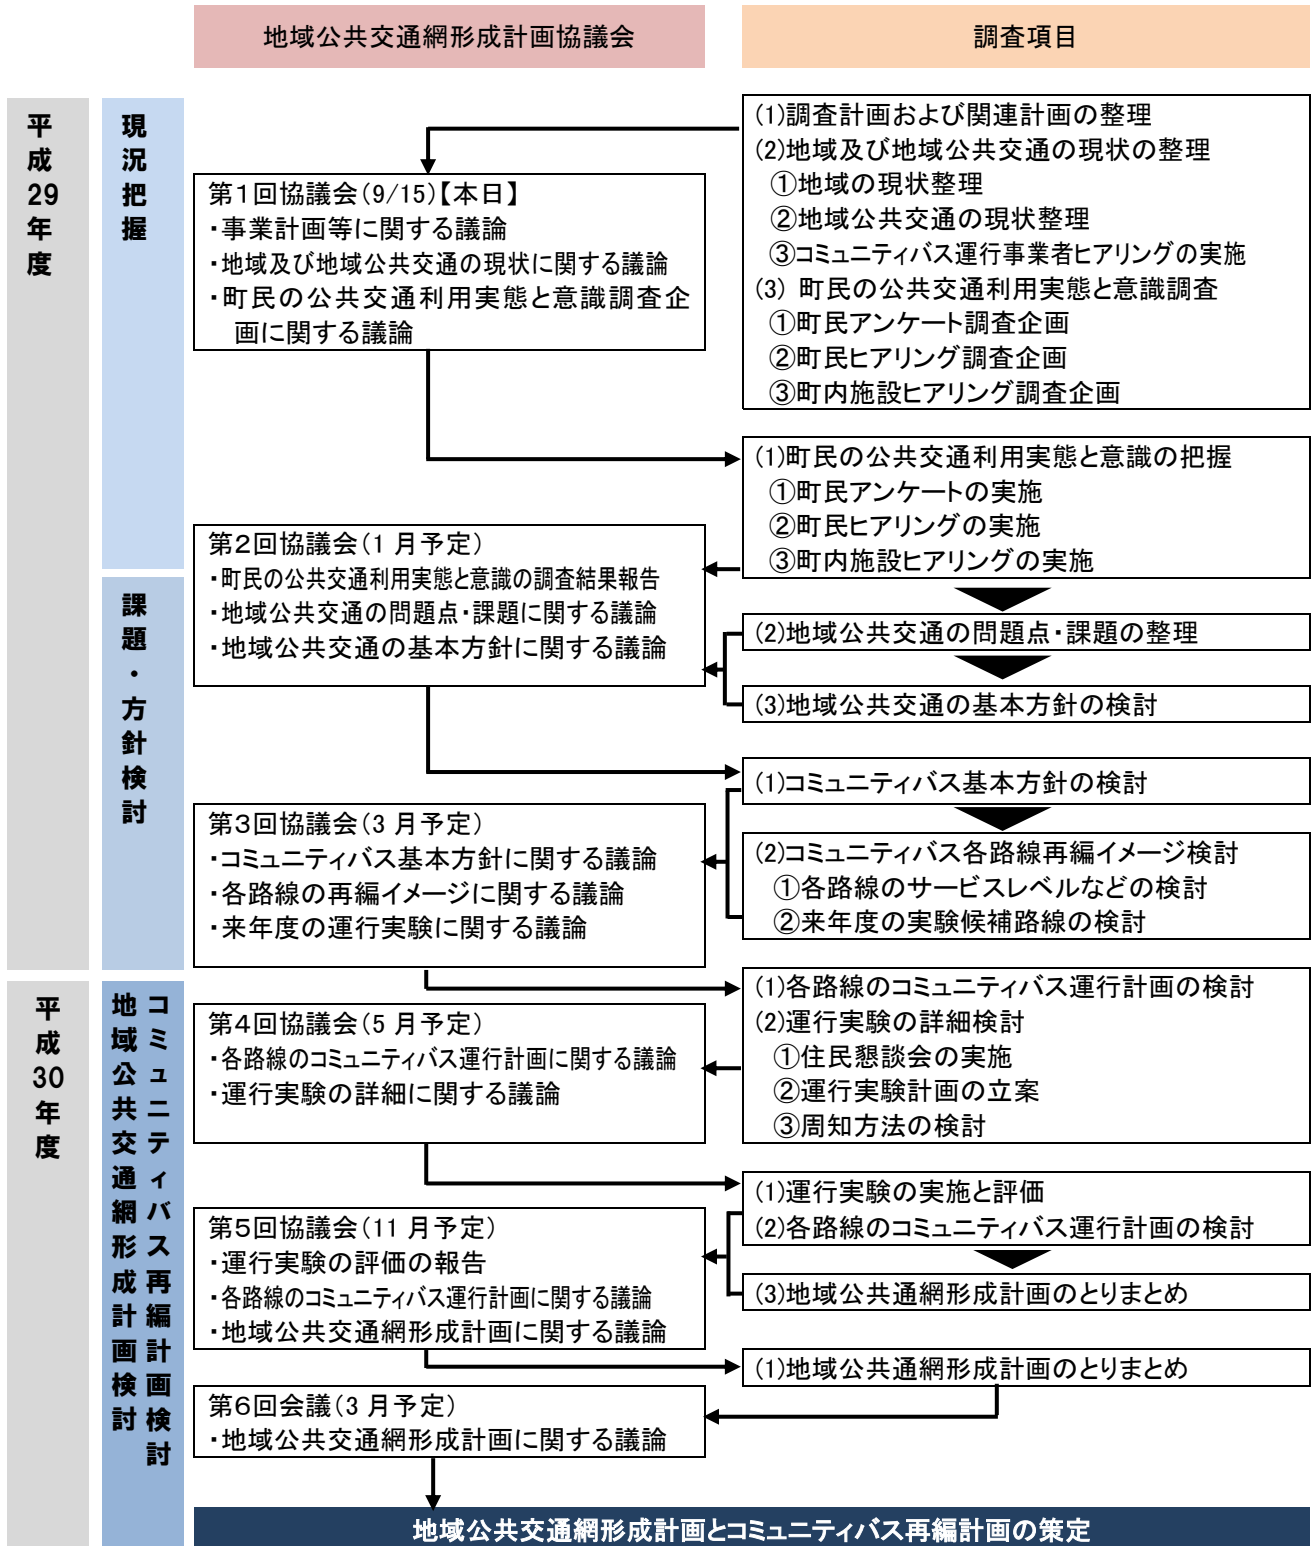 地域公共交通網形成計画協議会
調査項目
平成29年度
現況把握
(1)調査計画および関連計画の整理
(2)地域及び地域公共交通の現状の整理
①地域の現状整理
②地域公共交通の現状整理
③コミュニティバス運行事業者ヒアリングの実施
(3) 町民の公共交通利用実態と意識調査
①町民アンケート調査企画
②町民ヒアリング調査企画
③町内施設ヒアリング調査企画
第1回協議会(9/15)【本日】
・事業計画等に関する議論
・地域及び地域公共交通の現状に関する議論
・町民の公共交通利用実態と意識調査企
画に関する議論
(1)町民の公共交通利用実態と意識の把握
①町民アンケートの実施
②町民ヒアリングの実施
③町内施設ヒアリングの実施
第2回協議会(1月予定)
・町民の公共交通利用実態と意識の調査結果報告
・地域公共交通の問題点・課題に関する議論
・地域公共交通の基本方針に関する議論
課題・方針検討
(2)地域公共交通の問題点・課題の整理
(3)地域公共交通の基本方針の検討
(1)コミュニティバス基本方針の検討
第3回協議会(3月予定)
・コミュニティバス基本方針に関する議論
・各路線の再編イメージに関する議論
・来年度の運行実験に関する議論
(2)コミュニティバス各路線再編イメージ検討
①各路線のサービスレベルなどの検討
②来年度の実験候補路線の検討
平成30年度
コミュニティバス再編計画検討
地域公共交通網形成計画検討
(1)各路線のコミュニティバス運行計画の検討
(2)運行実験の詳細検討
①住民懇談会の実施
②運行実験計画の立案
③周知方法の検討
第4回協議会(5月予定)
・各路線のコミュニティバス運行計画に関する議論
・運行実験の詳細に関する議論
(1)運行実験の実施と評価
(2)各路線のコミュニティバス運行計画の検討
第5回協議会(11月予定)
・運行実験の評価の報告
・各路線のコミュニティバス運行計画に関する議論
・地域公共交通網形成計画に関する議論
(3)地域公共通網形成計画のとりまとめ
(1)地域公共通網形成計画のとりまとめ
第6回会議(3月予定)
・地域公共交通網形成計画に関する議論
地域公共交通網形成計画とコミュニティバス再編計画の策定